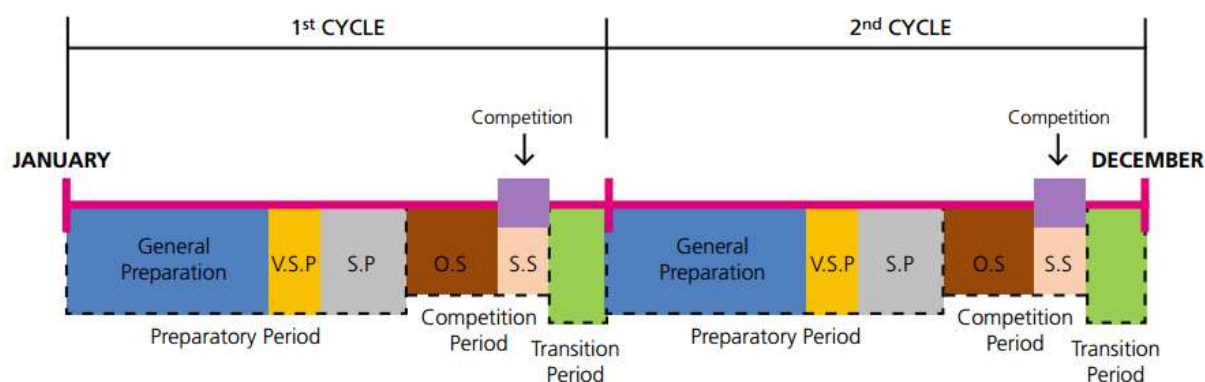 1st CYCLE
2nd CYCLE
Competition
Competition
JANUARY
DECEMBER
General
Preparation
V.S.P
S.P
O.S
S.S
General
Preparation
V.S.P
S.P
O.S
S.S
Preparatory Period
Competition
Period
Transition
Period
Preparatory Period
Competition
Period
Transition
Period